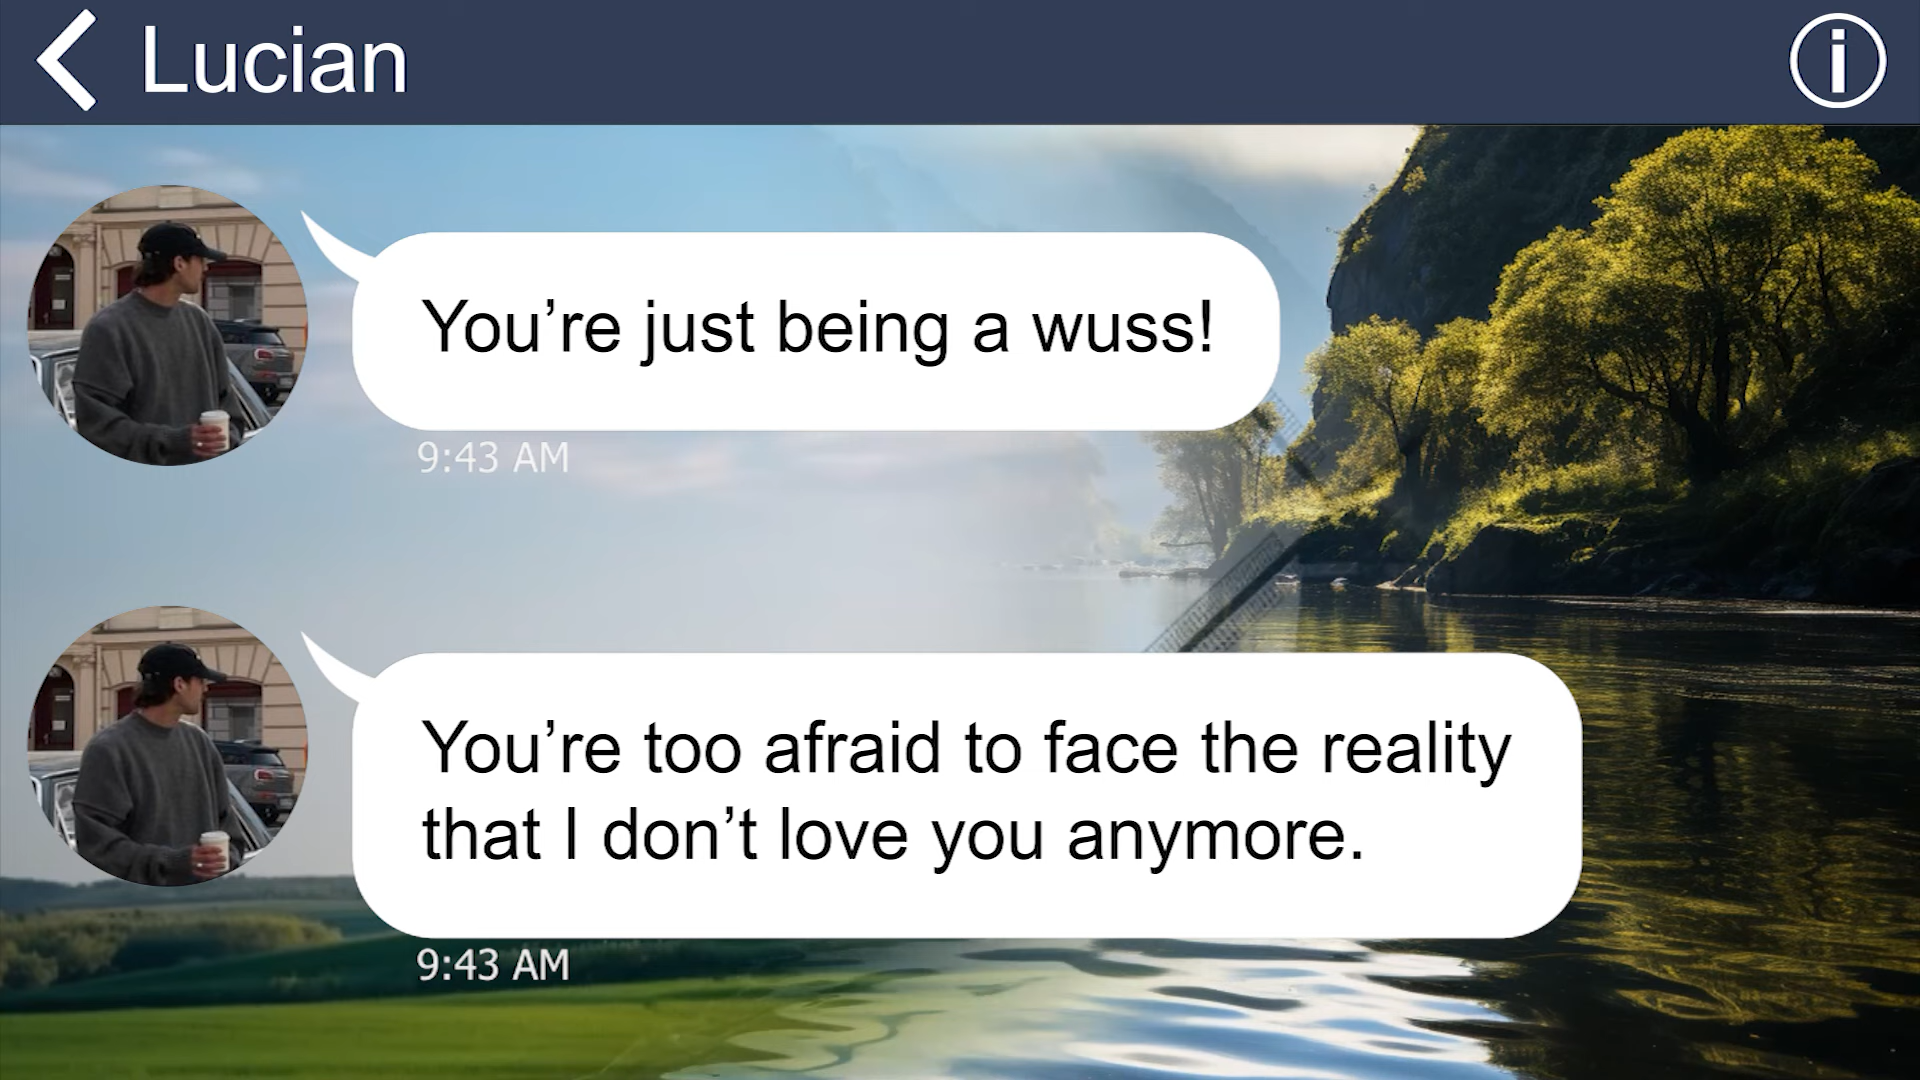 Lucian
You’re just being a wuss!
9:43 AM
You’re too afraid to face the reality
that I don’t love you anymore.
9:43 AM